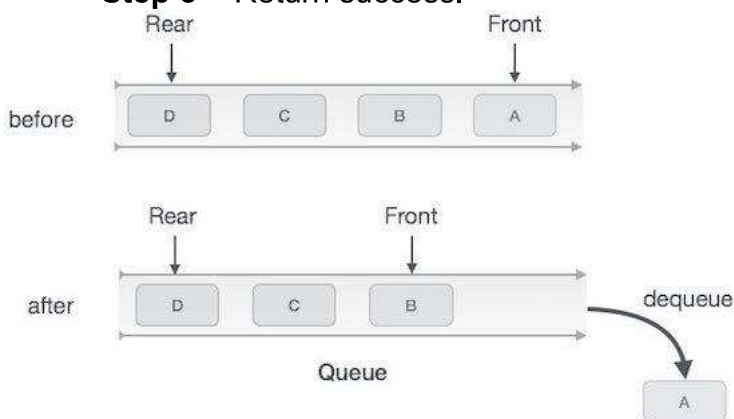 Rear Front
before D C B A
Rear Front
after D C B dequeue
Queue
A